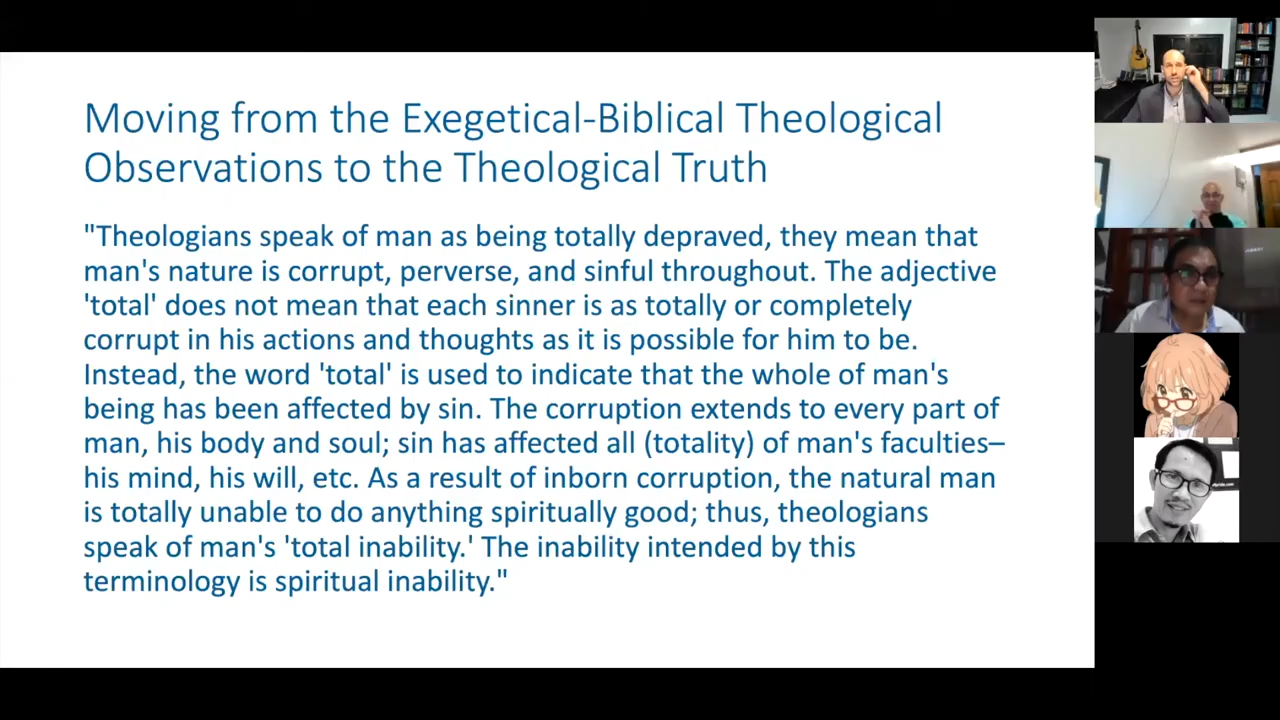 Moving from the Exegetical-Biblical Theological
Observations to the Theological Truth
"Theologians speak of man as being totally depraved, they mean that
man's nature is corrupt, perverse, and sinful throughout. The adjective
'total' does not mean that each sinner is as totally or completely
corrupt in his actions and thoughts as it is possible for him to be.
Instead, the word 'total' is used to indicate that the whole of man's
being has been affected by sin. The corruption extends to every part of
man, his body and soul; sin has affected all (totality) of man's faculties–
his mind, his will, etc. As a result of inborn corruption, the natural man
is totally unable to do anything spiritually good; thus, theologians
speak of man's 'total inability.' The inability intended by this
terminology is spiritual inability."